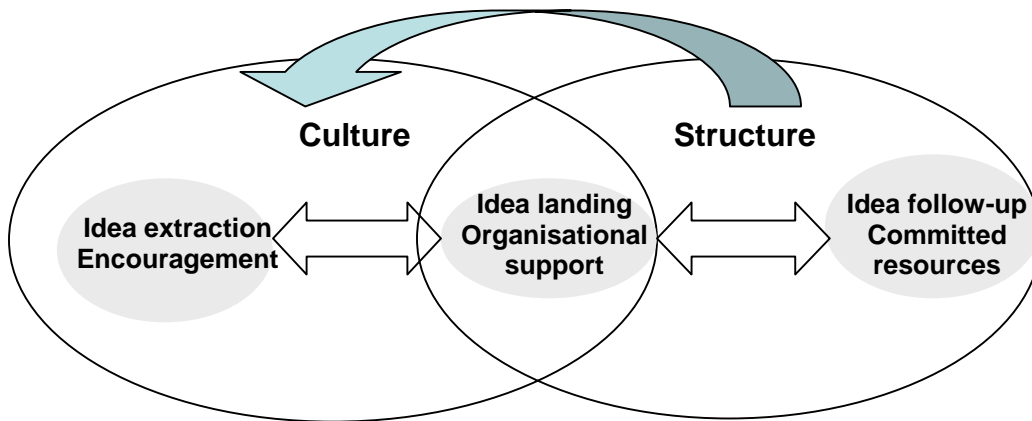 Culture
Structure
Idea extraction
Encouragement
Idea landing
Organisational
support
Idea follow-up
Committed
resources